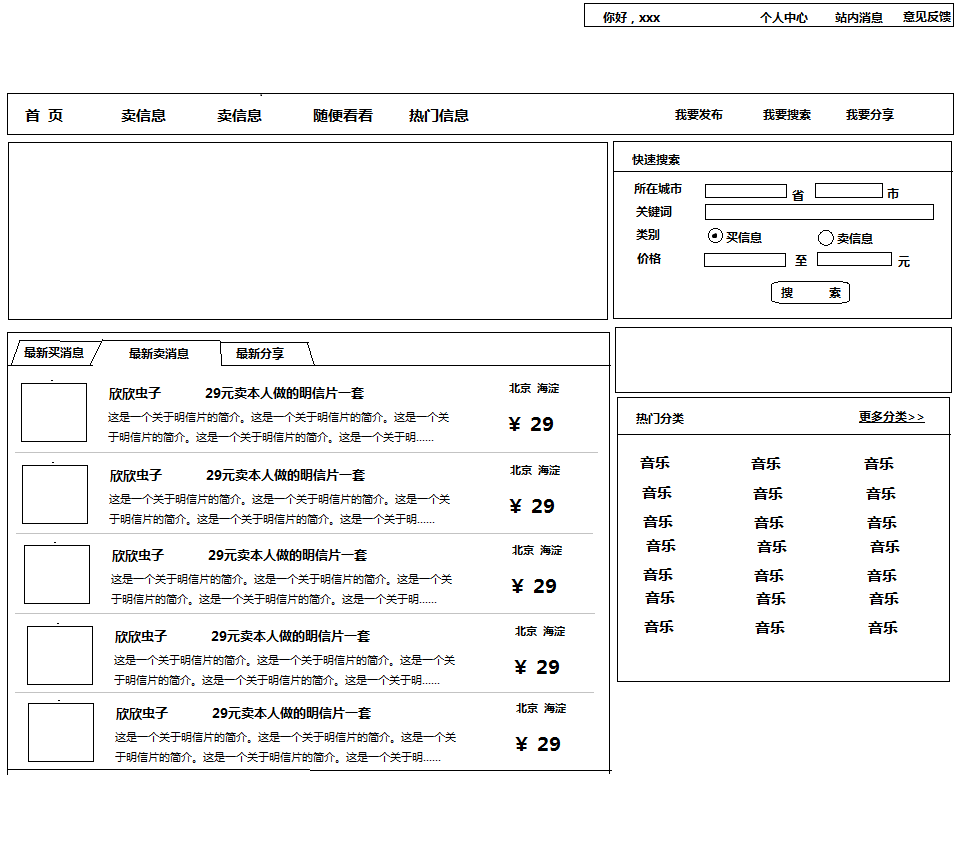 你好，xxx 个人中心 站内消息 意见反馈
首 页 卖信息 卖信息 随便看看 热门信息 我要发布 我要搜索 我要分享
快速搜索
所在城市 省 市
关键词
类别 买信息 卖信息
价格 至 元
搜 索
最新买消息 最新卖消息 最新分享
欣欣虫子 29元卖本人做的明信片一套 北京 海淀
这是一个关于明信片的简介。这是一个关于明信片的简介。这是一个关
于明信片的简介。这是一个关于明信片的简介。这是一个关于明......
¥ 29
欣欣虫子 29元卖本人做的明信片一套 北京 海淀
这是一个关于明信片的简介。这是一个关于明信片的简介。这是一个关
于明信片的简介。这是一个关于明信片的简介。这是一个关于明......
¥ 29
欣欣虫子 29元卖本人做的明信片一套 北京 海淀
这是一个关于明信片的简介。这是一个关于明信片的简介。这是一个关
于明信片的简介。这是一个关于明信片的简介。这是一个关于明......
¥ 29
欣欣虫子 29元卖本人做的明信片一套 北京 海淀
这是一个关于明信片的简介。这是一个关于明信片的简介。这是一个关
于明信片的简介。这是一个关于明信片的简介。这是一个关于明......
¥ 29
欣欣虫子 29元卖本人做的明信片一套 北京 海淀
这是一个关于明信片的简介。这是一个关于明信片的简介。这是一个关
于明信片的简介。这是一个关于明信片的简介。这是一个关于明......
¥ 29
热门分类 更多分类>>
音乐 音乐 音乐
音乐 音乐 音乐
音乐 音乐 音乐
音乐 音乐 音乐
音乐 音乐 音乐
音乐 音乐 音乐
音乐 音乐 音乐